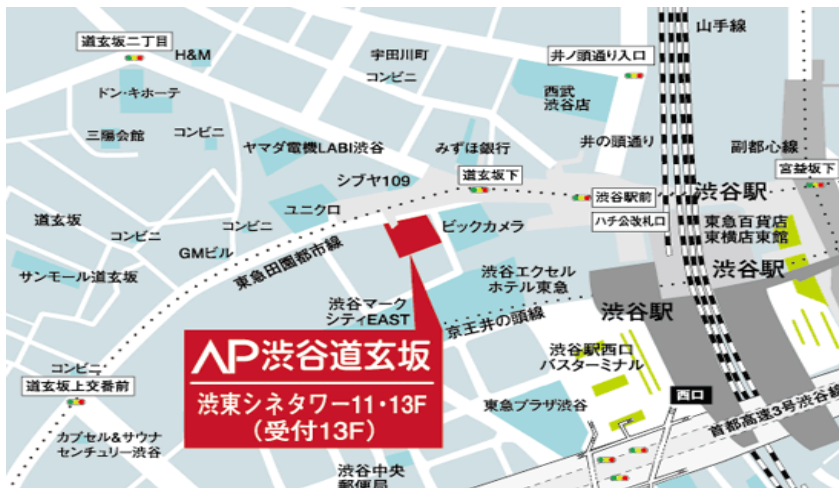 山手線
道玄坂二丁目
H&M
宇田川町
コンビニ
井ノ頭通り入口
ドン・キホーテ
西武
渋谷店
三陽会館
コンビニ
ヤマダ電機LABI渋谷
みずほ銀行
井の頭通り
副都心線
シブヤ109
道玄坂下
宮益坂下
渋谷駅前
渋谷駅
ユニクロ
ハチ公改札口
道玄坂
コンビニ
コンビニ
ビックカメラ
東急百貨店
東横店東館
GMビル
東急田園都市線
サンモール道玄坂
渋谷エクセル
ホテル東急
渋谷駅
渋谷マーク
シティEAST
京王井の頭線
渋谷駅
AP渋谷道玄坂
渋東シネタワー11・13F
(受付13F)
渋谷駅西口
バスターミナル
コンビニ
道玄坂上交番前
西口
東急プラザ渋谷
首都高速3号渋谷線
カプセル&サウナ
センチュリー渋谷
渋谷中央
郵便局